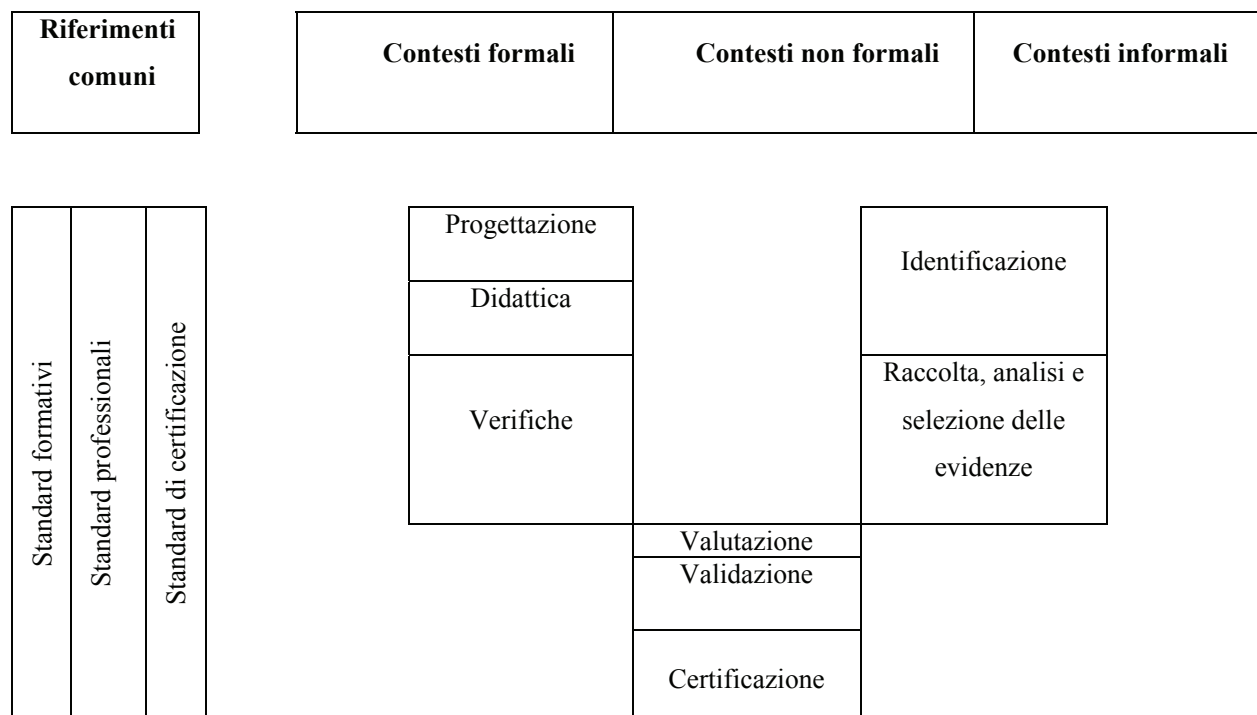 Riferimenti
comuni
Contesti formali
Contesti non formali
Contesti informali
Standard formativi
Standard professionali
Standard di certificazione
Progettazione
Didattica
Verifiche
Identificazione
Raccolta, analisi e
selezione delle
evidenze
Valutazione
Validazione
Certificazione